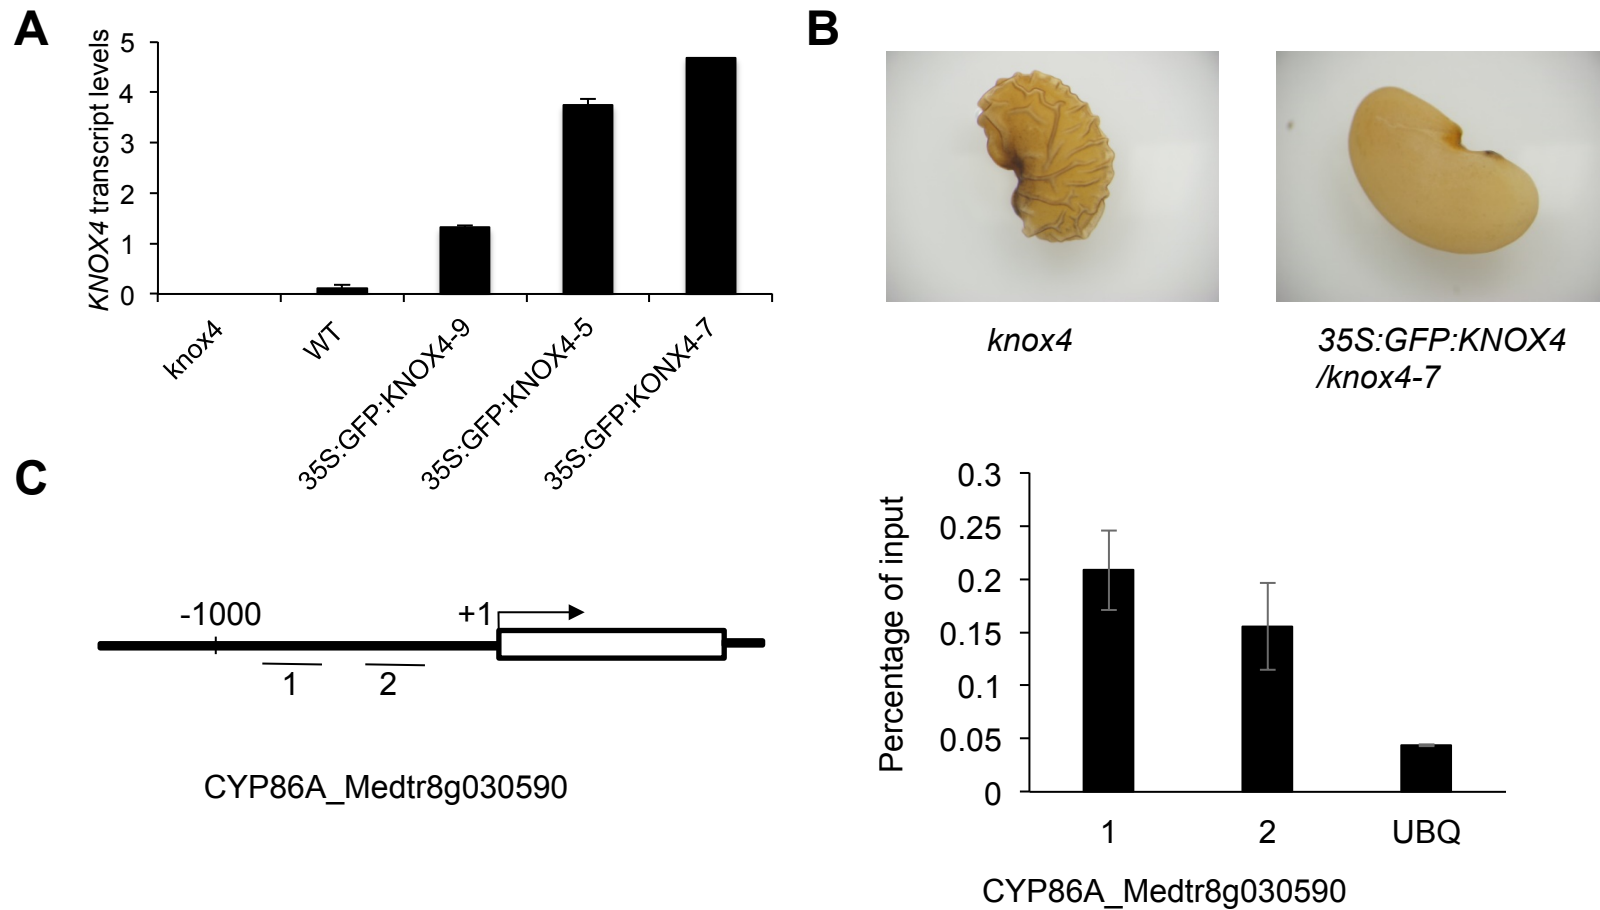 A
KNOX4 transcript levels
5
4
3
2
1
0
knox4
WT
35S:GFP:KNOX4-9
35S:GFP:KNOX4-5
35S:GFP:KONX4-7
B
knox4
35S:GFP:KNOX4
/knox4-7
C
-1000
+1
1
2
CYP86A_Medtr8g030590
Percentage of input
0.3
0.25
0.2
0.15
0.1
0.05
0
1
2
UBQ
CYP86A_Medtr8g030590